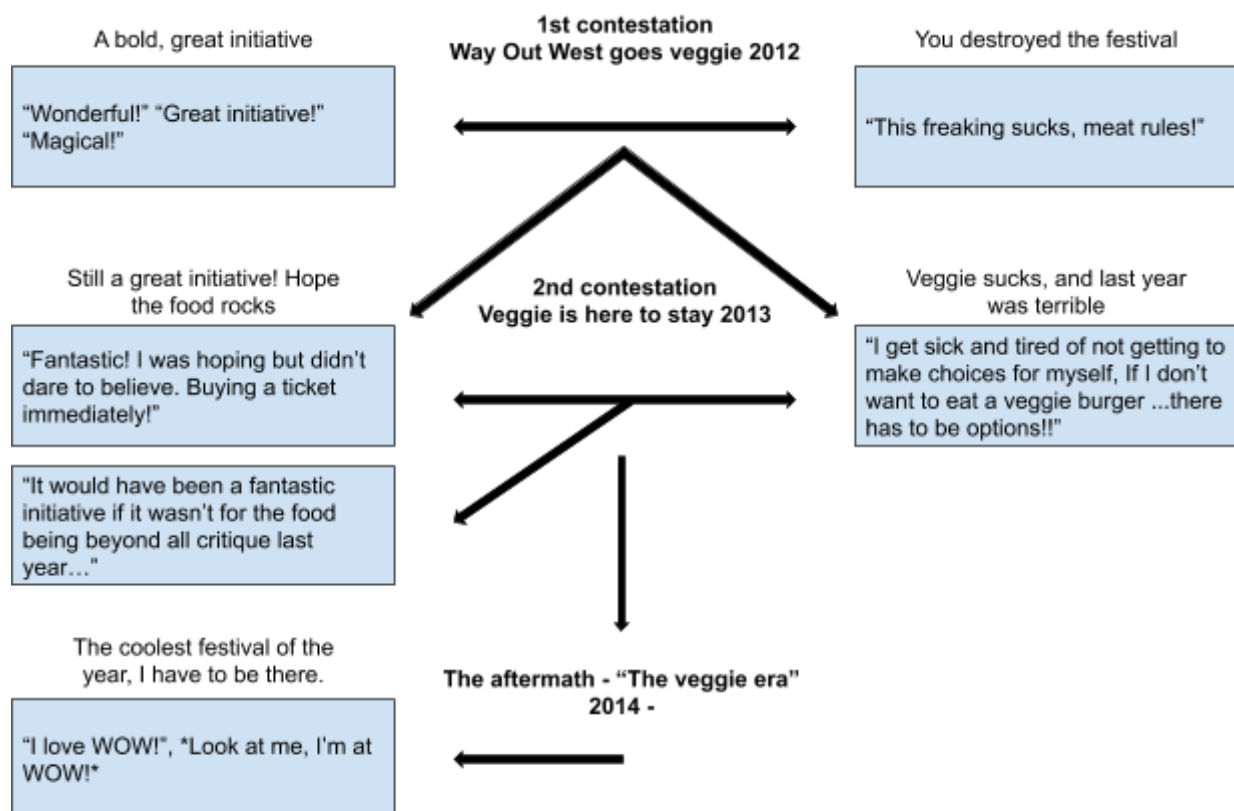 A bold, great initiative
1st contestation
Way Out West goes veggie 2012
You destroyed the festival
“Wonderful!” “Great initiative!”
“Magical!”
“This freaking sucks, meat rules!”
Still a great initiative! Hope
the food rocks
2nd contestation
Veggie is here to stay 2013
Veggie sucks, and last year
was terrible
“Fantastic! I was hoping but didn’t
dare to believe. Buying a ticket
immediately!”
“I get sick and tired of not getting to
make choices for myself, If I don’t
want to eat a veggie burger ...there
has to be options!!”
“It would have been a fantastic
initiative if it wasn’t for the food
being beyond all critique last
year…”
The coolest festival of the
year, I have to be there.
The aftermath - “The veggie era”
2014 -
“I love WOW!”, *Look at me, I’m at
WOW!*